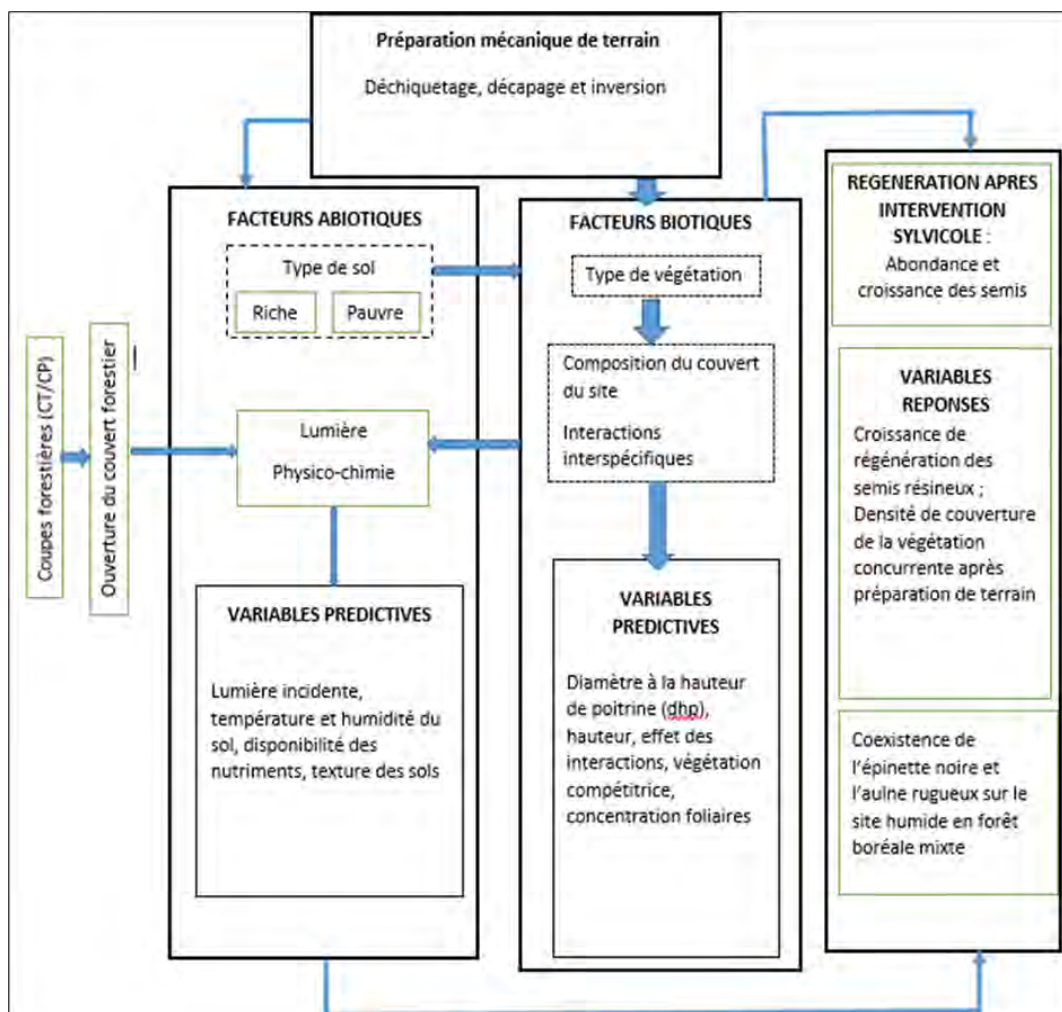 Préparation mécanique de terrain
Déchiquetage, décapage et inversion
Coupes forestières (CT/CP)
Ouverture du couvert forestier
FACTEURS ABIOTIQUES
Type de sol
Riche
Pauvre
Lumière
Physico-chimie
VARIABLES PREDICTIVES
Lumière incidente,
température et humidité du
sol, disponibilité des
nutriments, texture des sols
FACTEURS BIOTIQUES
Type de végétation
Composition du couvert
du site
Interactions
interspécifiques
VARIABLES
PREDICTIVES
Diamètre à la hauteur
de poitrine (dhp),
hauteur, effet des
interactions, végétation
compétitrice,
concentration foliaires
REGENERATION APRES
INTERVENTION
SYLVICOLE :
Abondance et
croissance des semis
VARIABLES
REPONSES
Croissance de
régénération des
semis résineux ;
Densité de couverture
de la végétation
concurrente après
préparation de terrain
Coexistence de
l'épinette noire et
l'aulne rugueux sur le
site humide en forêt
boréale mixte